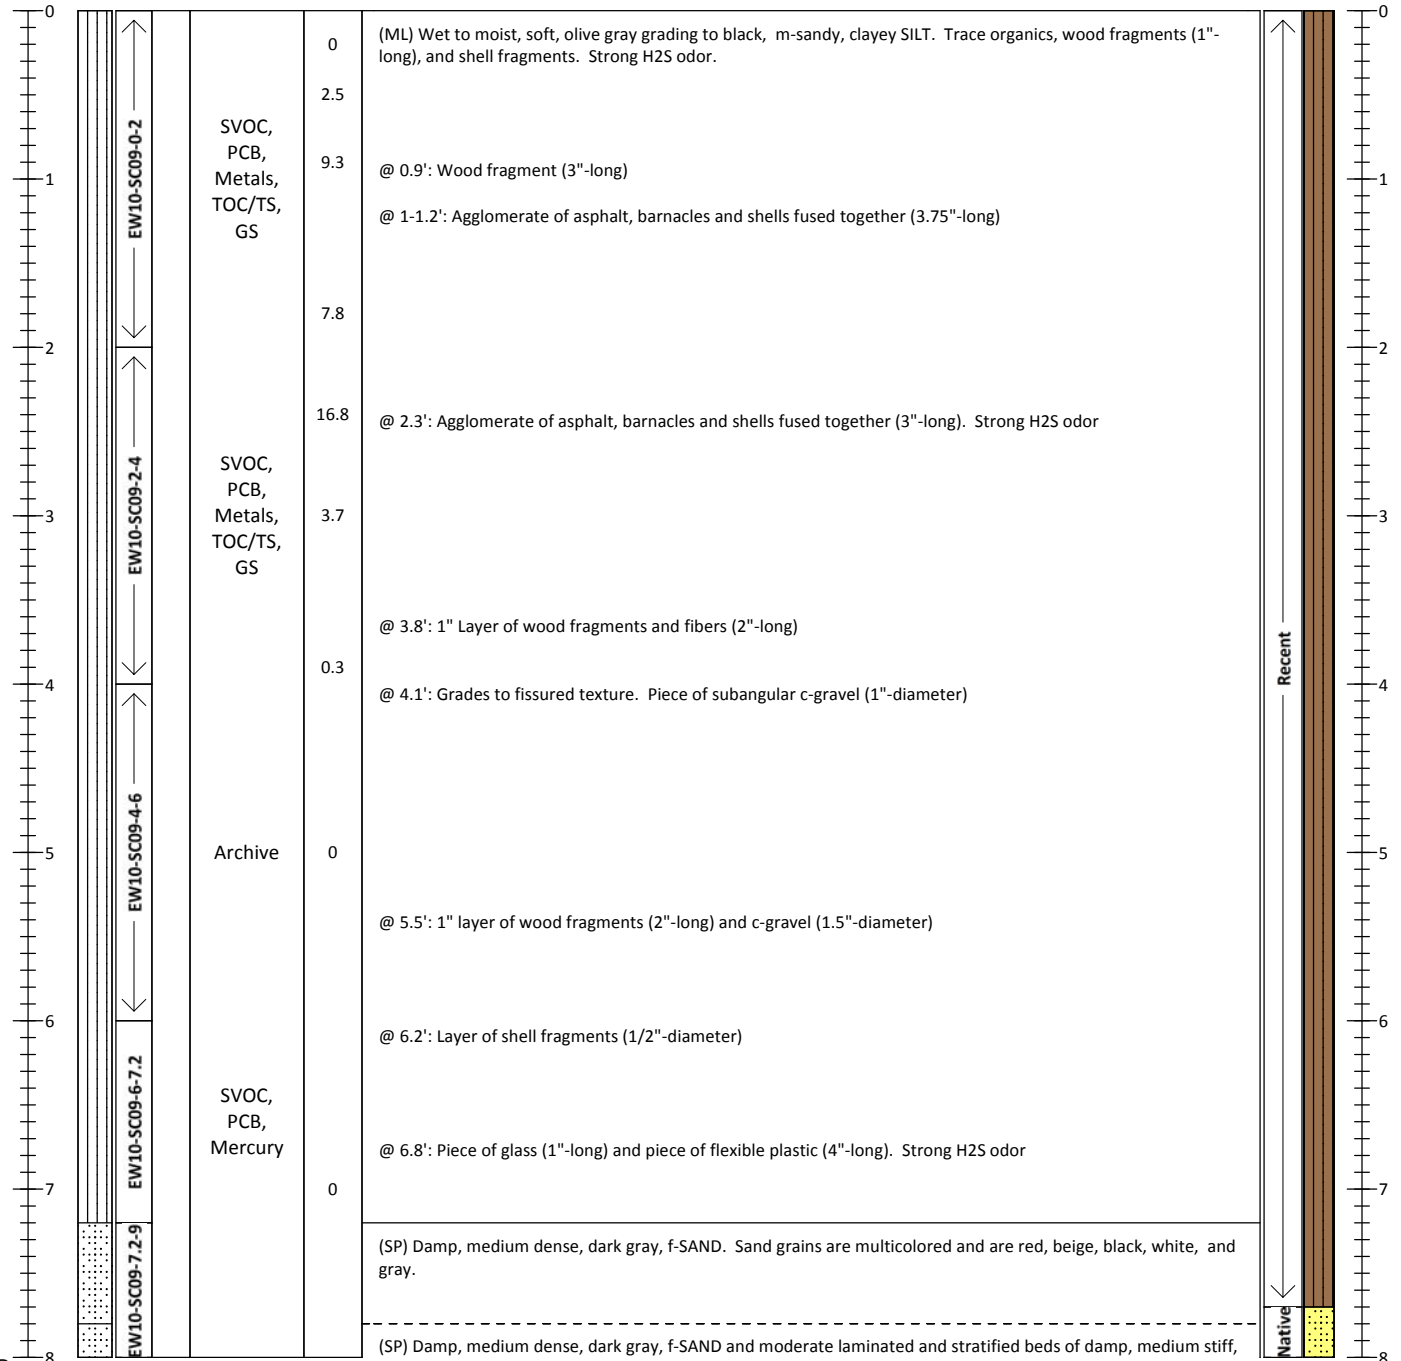 0
1
2
3
4
5
6
7
8
EW10-SC09-0-2
EW10-SC09-2-4
EW10-SC09-4-6
EW10-SC09-6-7.2
EW10-SC09-7.2-9
SVOC,
PCB,
Metals,
TOC/TS,
GS
SVOC,
PCB,
Metals,
TOC/TS,
GS
Archive
SVOC,
PCB,
Mercury
0
2.5
9.3
7.8
16.8
3.7
0.3
0
0
(ML) Wet to moist, soft, olive gray grading to black, m-sandy, clayey SILT. Trace organics, wood fragments (1"-
long), and shell fragments. Strong H2S odor.
@ 0.9': Wood fragment (3"-long)
@ 1-1.2': Agglomerate of asphalt, barnacles and shells fused together (3.75"-long)
@ 2.3': Agglomerate of asphalt, barnacles and shells fused together (3"-long). Strong H2S odor
@ 3.8': 1" Layer of wood fragments and fibers (2"-long)
@ 4.1': Grades to fissured texture. Piece of subangular c-gravel (1"-diameter)
@ 5.5': 1" layer of wood fragments (2"-long) and c-gravel (1.5"-diameter)
@ 6.2': Layer of shell fragments (1/2"-diameter)
@ 6.8': Piece of glass (1"-long) and piece of flexible plastic (4"-long). Strong H2S odor
(SP) Damp, medium dense, dark gray, f-SAND. Sand grains are multicolored and are red, beige, black, white, and
gray.
(SP) Damp, medium dense, dark gray, f-SAND and moderate laminated and stratified beds of damp, medium stiff,
Recent
Native
0
1
2
3
4
5
6
7
8